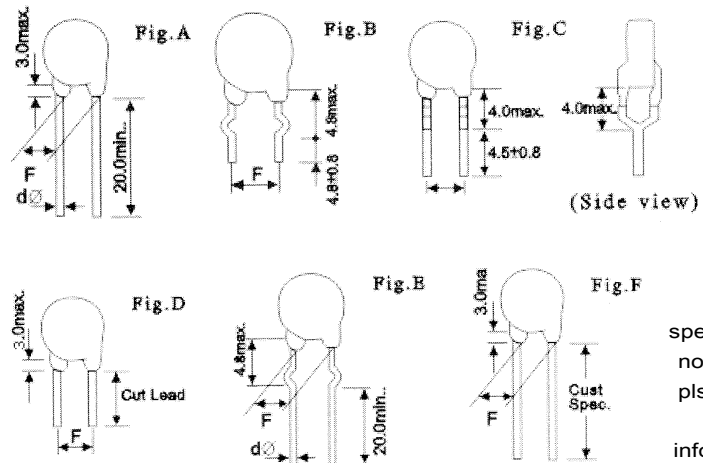 Fig.A
3.0max.
F
dØ
20.0min..
Fig.B
4.8max.
4.8±0.8
F
Fig.C
4.0max.
4.5±0.8
4.0max.
(Side view)
Fig.D
3.0max.
Cut Lead
F
Fig.E
4.8max.
F
dØ
20.0min..
Fig.F
3.0ma
F
Cust
Spec.
spe
no
pls
info